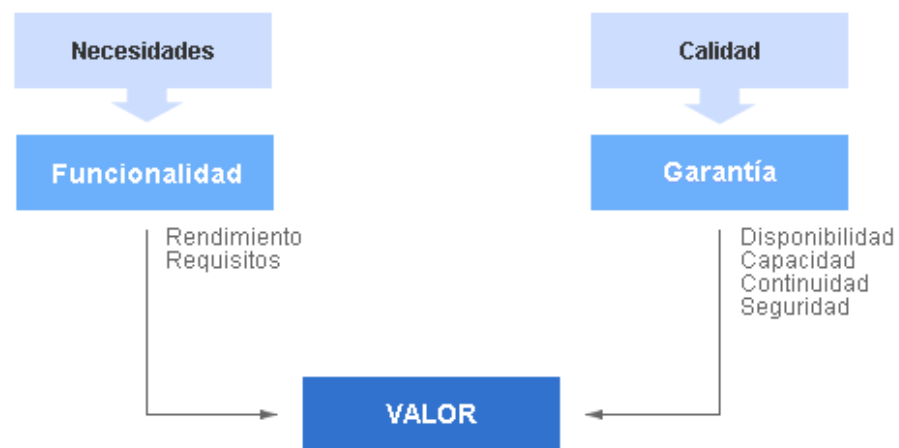 Necesidades
Calidad
Funcionalidad
Garantía
Rendimiento
Requisitos
Disponibilidad
Capacidad
Continuidad
Seguridad
VALOR